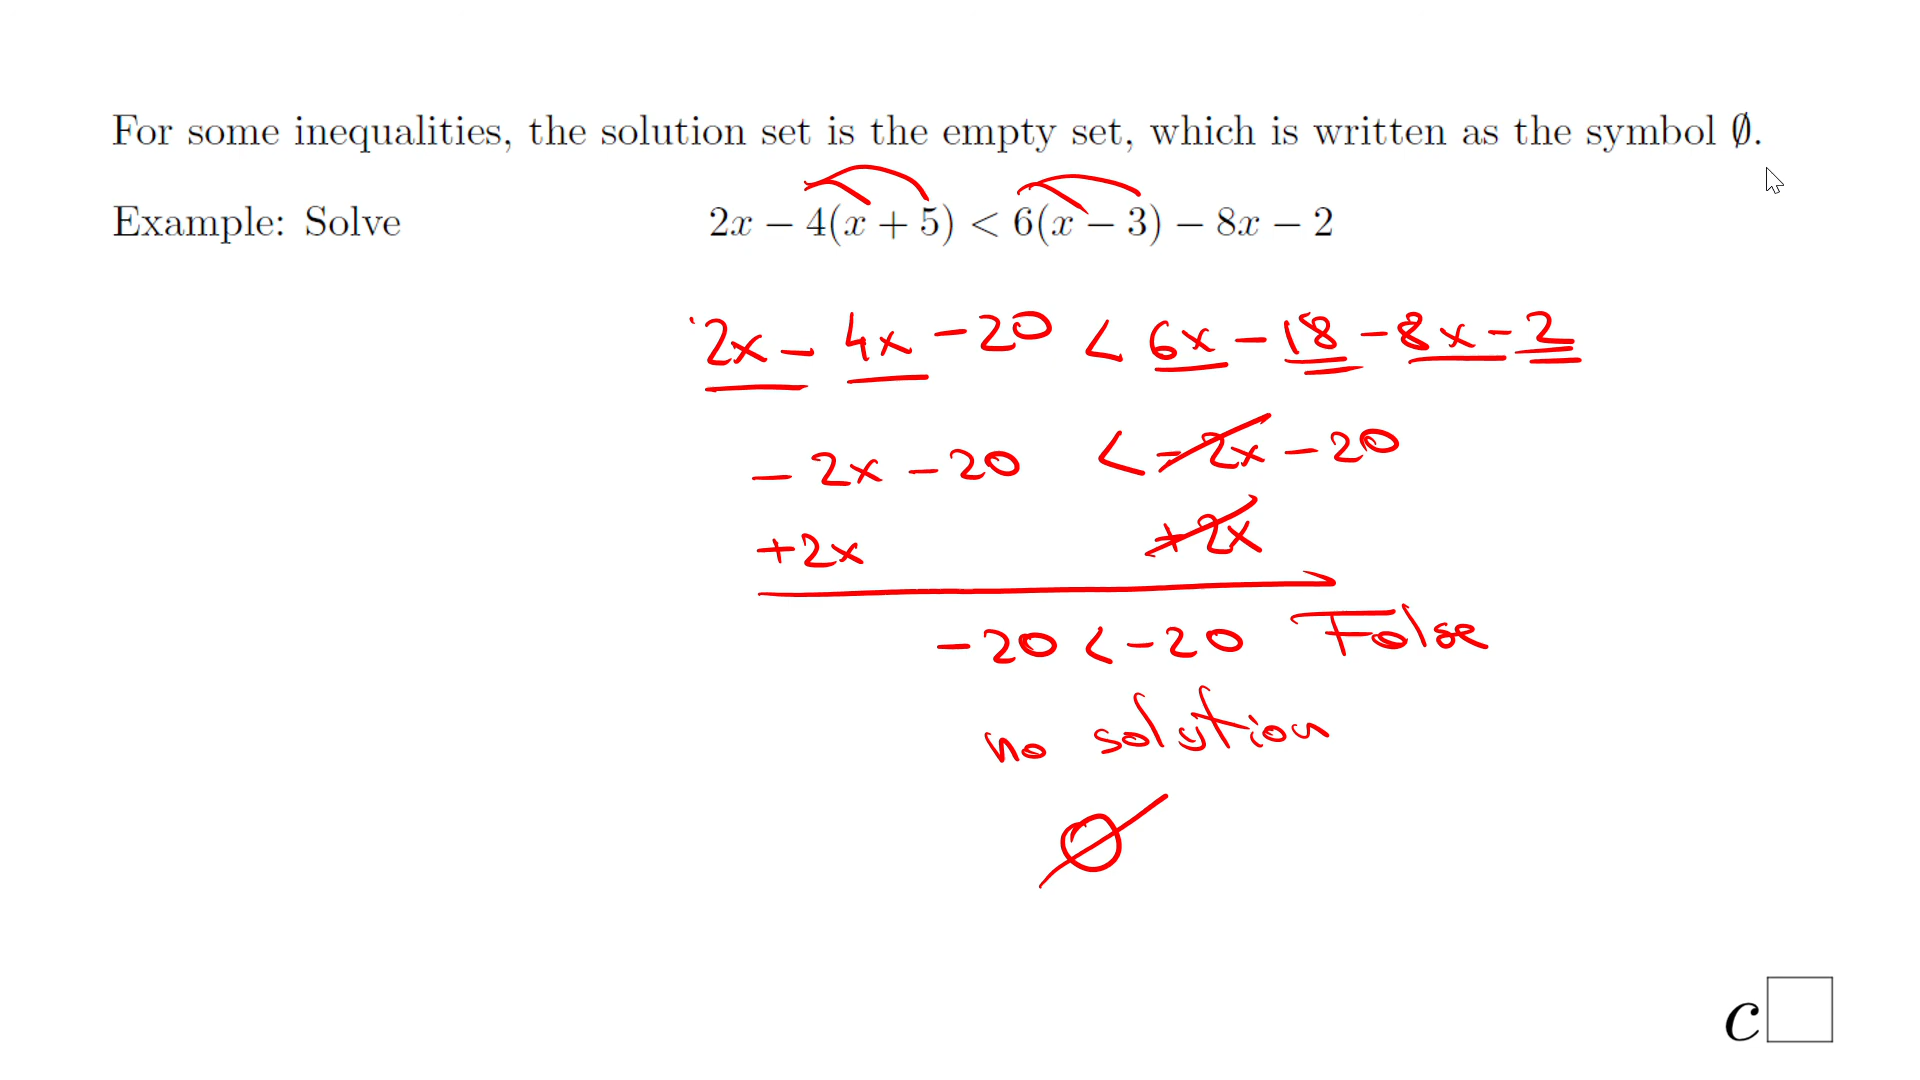 For some inequalities, the solution set is the empty set, which is written as the symbol ∅.
Example: Solve 2x − 4(x + 5) < 6(x − 3) − 8x − 2
2x − 4x − 20 < 6x − 18 − 8x − 2
− 2x − 20 < − 2x − 20
+2x +2x
− 20 < − 20 False
no solution
∅
c